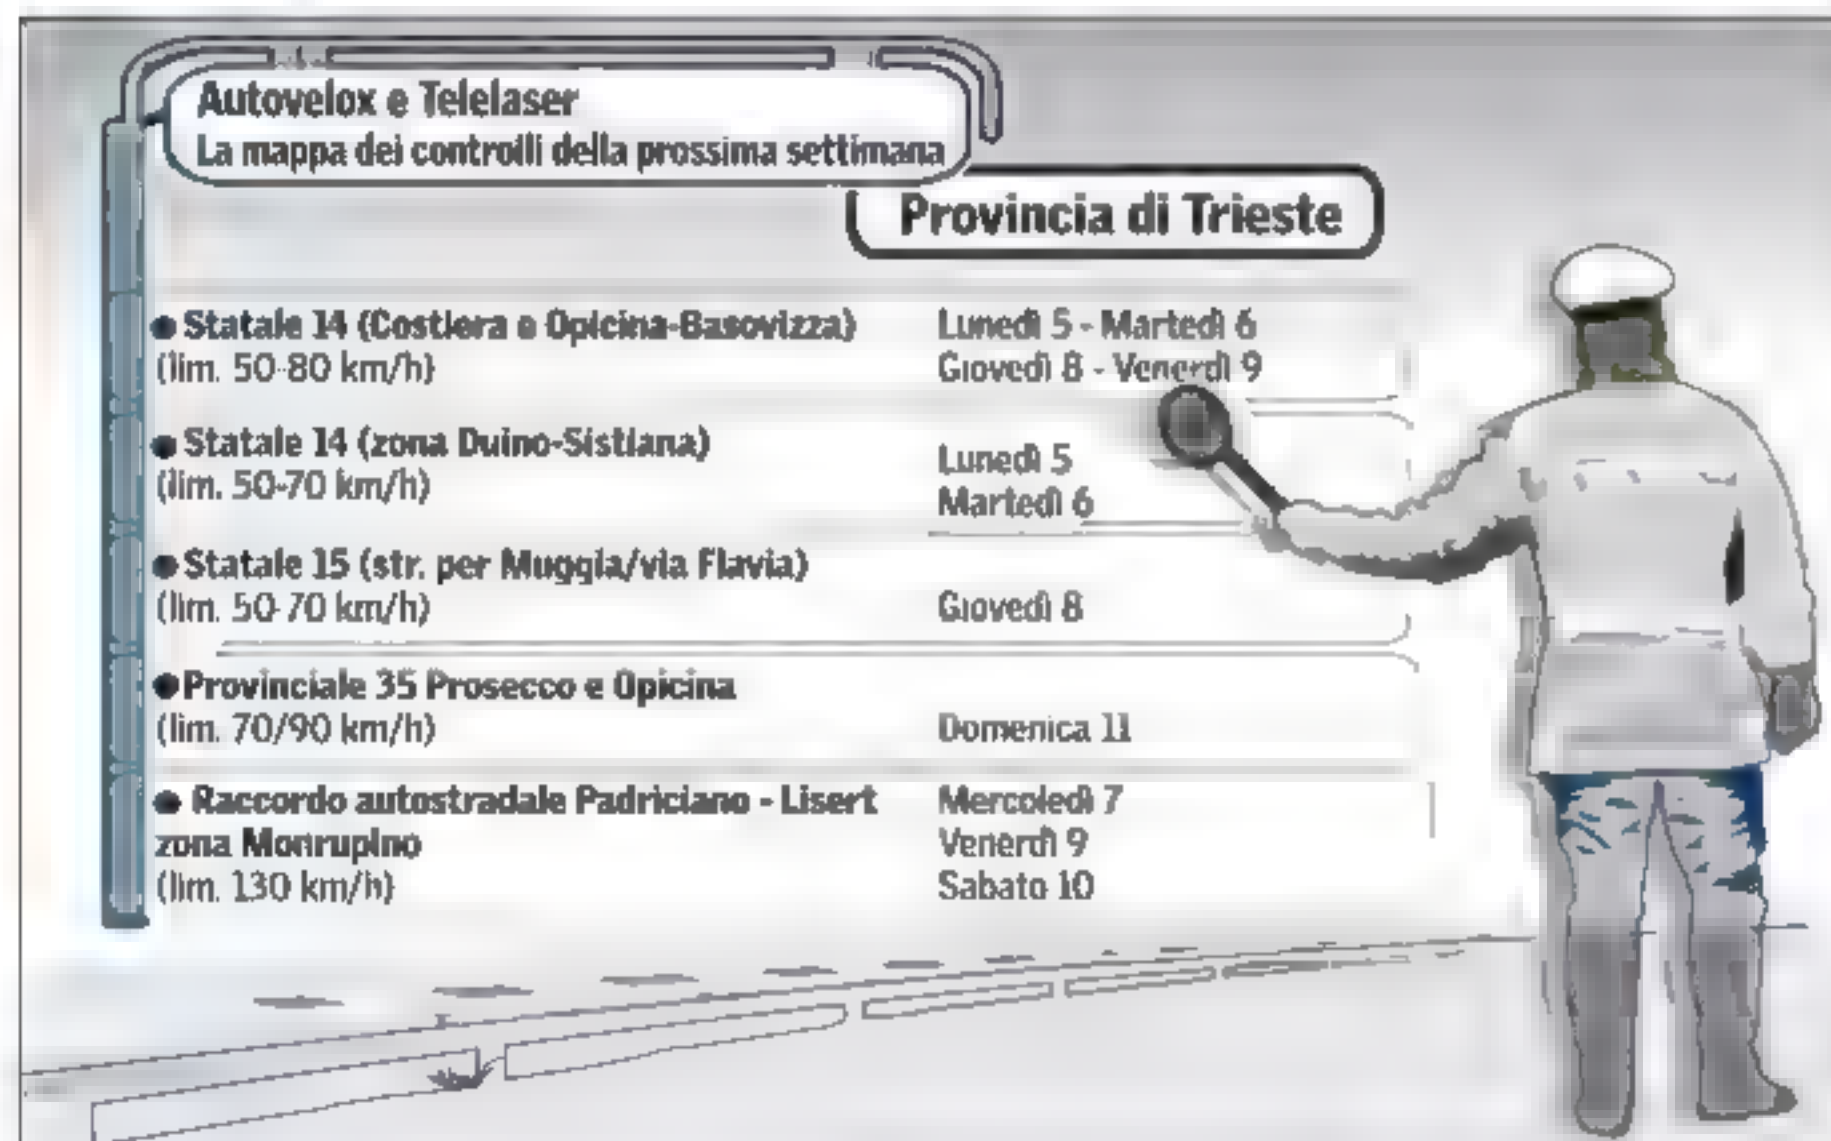 Autovelox e Telelaser
La mappa dei controlli della prossima settimana
Provincia di Trieste
● Statale 14 (Costiera e Opicina-Basovizza)
(lim. 50-80 km/h)
Lunedì 5 - Martedì 6
Giovedì 8 - Venerdì 9
● Statale 14 (zona Duino-Sistiana)
(lim. 50-70 km/h)
Lunedì 5
Martedì 6
● Statale 15 (str. per Muggia/via Flavia)
(lim. 50-70 km/h)
Giovedì 8
● Provinciale 35 Prosecco e Opicina
(lim. 70/90 km/h)
Domenica 11
● Raccordo autostradale Padriciano - Lisert
zona Monrupino
(lim. 130 km/h)
Mercoledì 7
Venerdì 9
Sabato 10